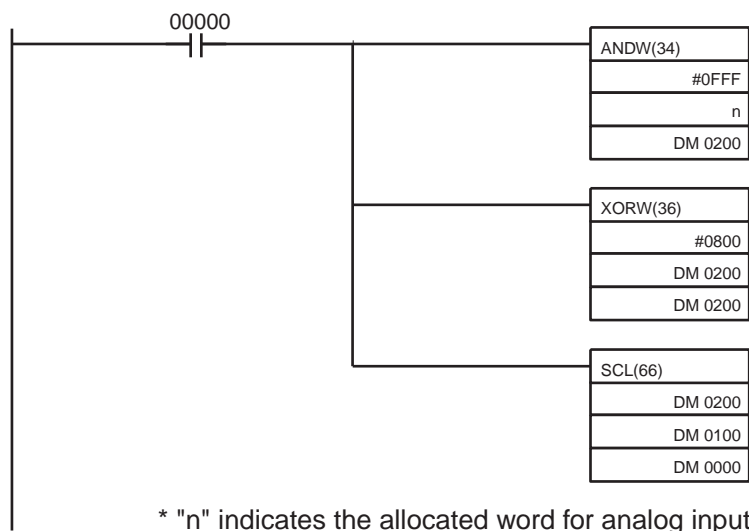 00000
ANDW(34)
#0FFF
n
DM 0200
XORW(36)
#0800
DM 0200
DM 0200
SCL(66)
DM 0200
DM 0100
DM 0000
* "n" indicates the allocated word for analog input